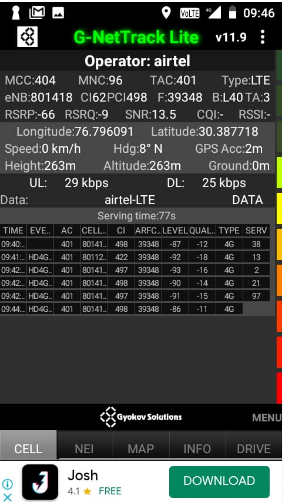 VoLTE 4G 09:46
G-NetTrack Lite v11.9
Operator: airtel
MCC:404 MNC:96 TAC:401 Type:LTE
eNB:801418 CI62PCI498 F:39348 B:L40 TA:3
RSRP:-66 RSRQ:-9 SNR:13.5 CQI:- RSSI:-
Longitude:76.796091 Latitude:30.387718
Speed:0 km/h Hdg:8° N GPS Acc:2m
Height:263m Altitude:263m Ground:0m
UL: 29 kbps DL: 25 kbps
Data: airtel-LTE DATA
Serving time:77s
TIME EVE.. AC CELL.. CI ARFC.. LEVEL QUAL.. TYPE SERV
09:40:.. 401 80141.. 498 39348 -87 -12 4G 38
09:41:.. HD4G.. 401 80112.. 422 39348 -92 -18 4G 13
09:42:.. HD4G.. 401 80141.. 497 39348 -93 -16 4G 2
09:42:.. HD4G.. 401 80141.. 498 39348 -90 -14 4G 21
09:42:.. HD4G.. 401 80141.. 497 39348 -91 -15 4G 97
09:44:.. HD4G.. 401 80141.. 498 39348 -86 -11 4G
Gyokov Solutions MENU
CELL NEI MAP INFO DRIVE
Josh
4.1 ★ FREE
DOWNLOAD